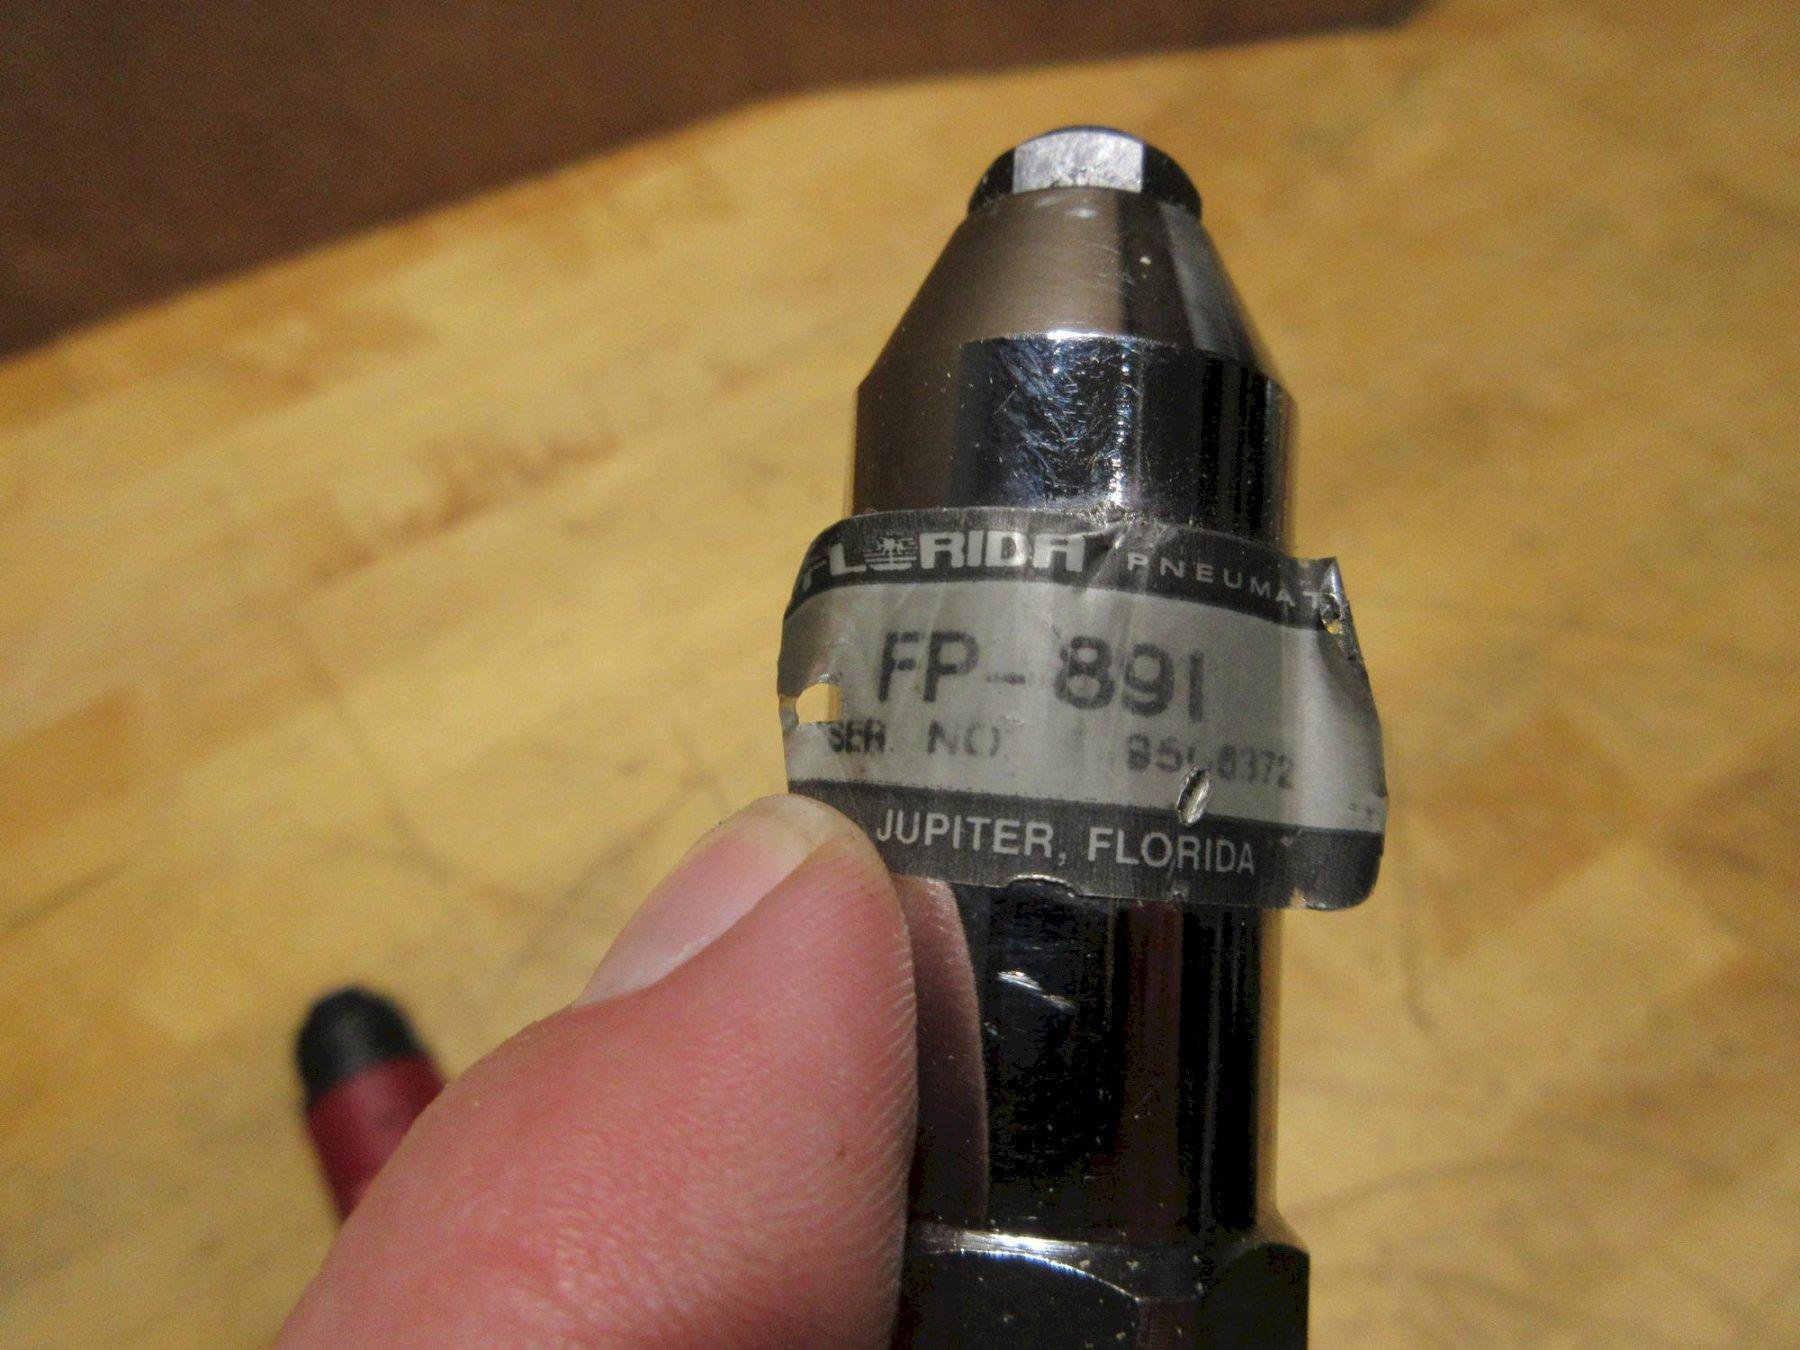 FLORIDA PNEUMAT
FP-891
SER. NO.
JUPITER, FLORIDA